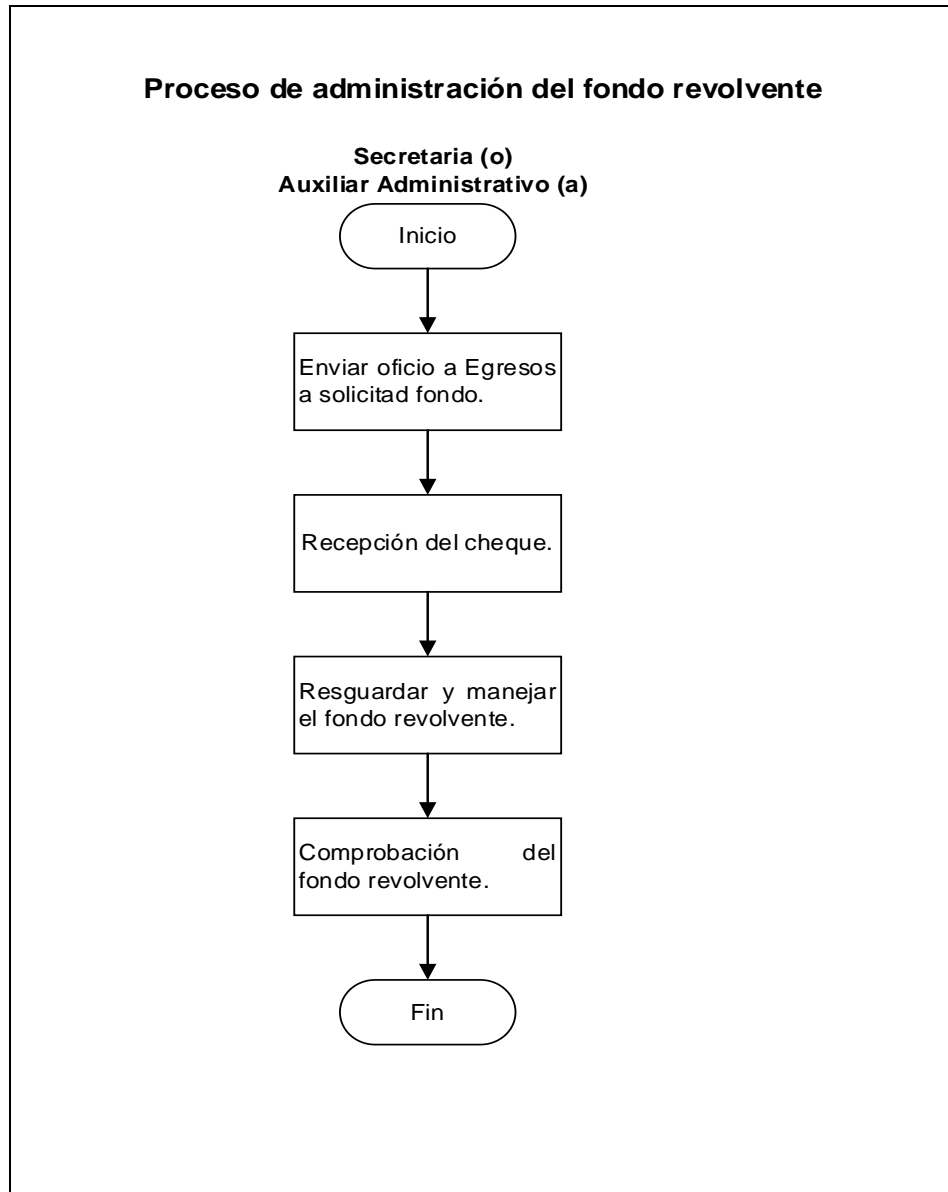 Proceso de administración del fondo revolvente
Secretaria (o)
Auxiliar Administrativo (a)
Inicio
Enviar oficio a Egresos
a solicitad fondo.
Recepción del cheque.
Resguardar y manejar
el fondo revolvente.
Comprobación del
fondo revolvente.
Fin